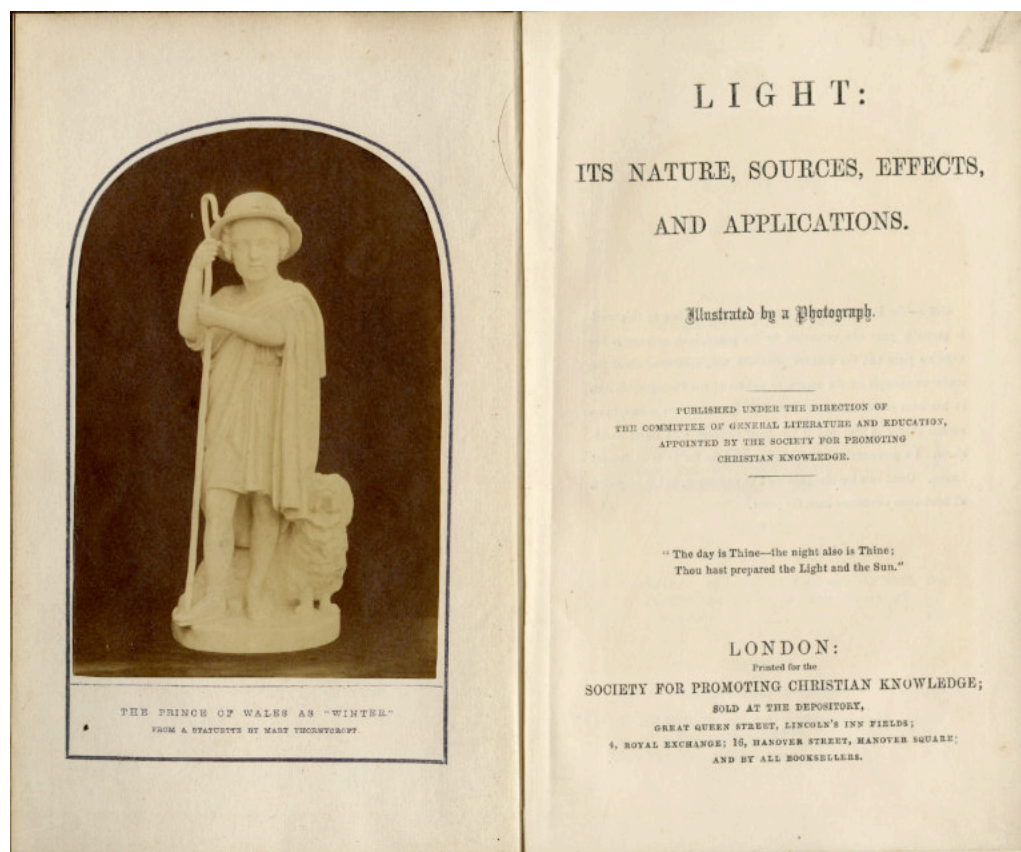 THE PRINCE OF WALES AS "WINTER."
FROM A STATUETTE BY MARY THORNYCROFT.
LIGHT:
ITS NATURE, SOURCES, EFFECTS,
AND APPLICATIONS.
Illustrated by a Photograph.
PUBLISHED UNDER THE DIRECTION OF
THE COMMITTEE OF GENERAL LITERATURE AND EDUCATION,
APPOINTED BY THE SOCIETY FOR PROMOTING
CHRISTIAN KNOWLEDGE.
"The day is Thine—the night also is Thine;
Thou hast prepared the Light and the Sun."
LONDON:
Printed for the
SOCIETY FOR PROMOTING CHRISTIAN KNOWLEDGE;
SOLD AT THE DEPOSITORY,
GREAT QUEEN STREET, LINCOLN'S INN FIELDS;
4, ROYAL EXCHANGE; 16, HANOVER STREET, HANOVER SQUARE;
AND BY ALL BOOKSELLERS.